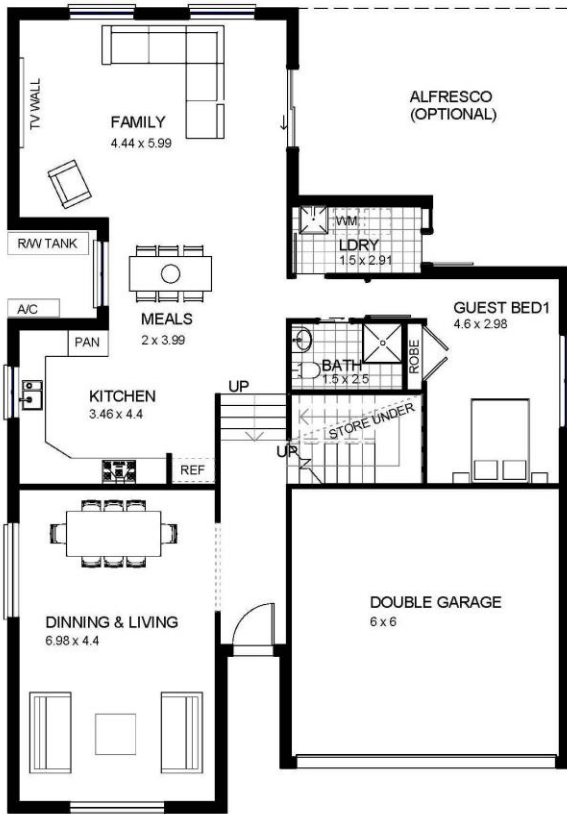 TV WALL
FAMILY
4.44 x 5.99
ALFRESCO
(OPTIONAL)
WM
LDRY
1.5 x 2.91
R/W TANK
A/C
MEALS
2 x 3.99
PAN
KITCHEN
3.46 x 4.4
REF
GUEST BED1
4.6 x 2.98
ROBE
BATH
1.5 x 2.5
UP
STORE UNDER
UP
DINNING & LIVING
6.98 x 4.4
DOUBLE GARAGE
6 x 6